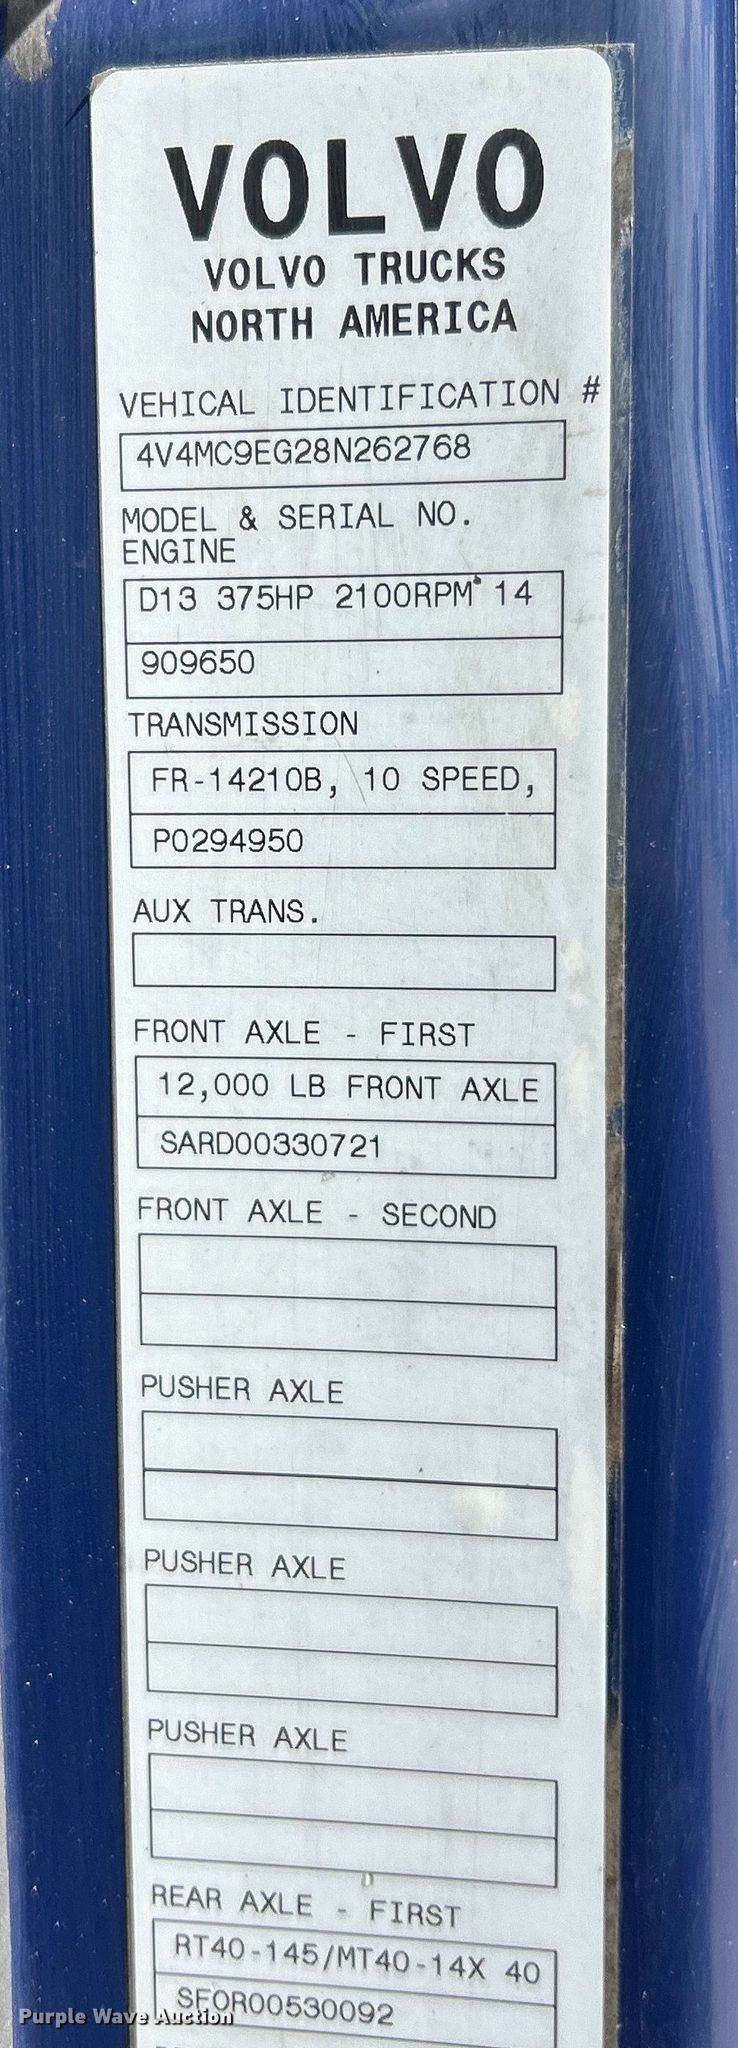 VOLVO
VOLVO TRUCKS
NORTH AMERICA
VEHICAL IDENTIFICATION #
4V4MC9EG28N262768
MODEL & SERIAL NO.
ENGINE
D13 375HP 2100RPM 14
909650
TRANSMISSION
FR-14210B, 10 SPEED,
P0294950
AUX TRANS.
FRONT AXLE - FIRST
12,000 LB FRONT AXLE
SARD00330721
FRONT AXLE - SECOND
PUSHER AXLE
PUSHER AXLE
PUSHER AXLE
REAR AXLE - FIRST
RT40-145/MT40-14X 40
SFOR00530092
Purple Wave Auction